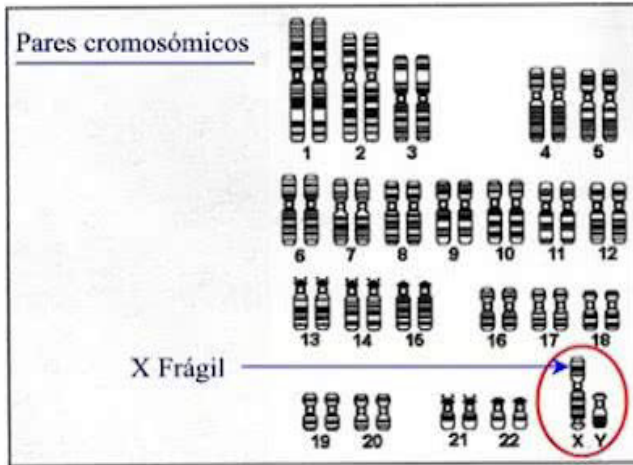 Pares cromosómicos
1 2 3 4 5
6 7 8 9 10 11 12
13 14 15 16 17 18
X Frágil
19 20 21 22 X Y